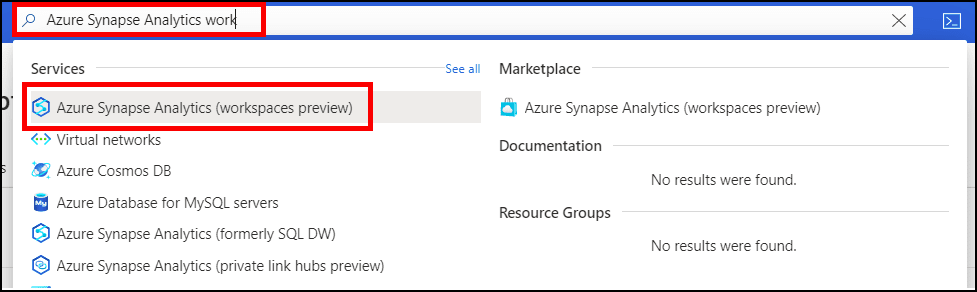 Azure Synapse Analytics work
Services
See all
Azure Synapse Analytics (workspaces preview)
Virtual networks
Azure Cosmos DB
Azure Database for MySQL servers
Azure Synapse Analytics (formerly SQL DW)
Azure Synapse Analytics (private link hubs preview)
Marketplace
Azure Synapse Analytics (workspaces preview)
Documentation
No results were found.
Resource Groups
No results were found.